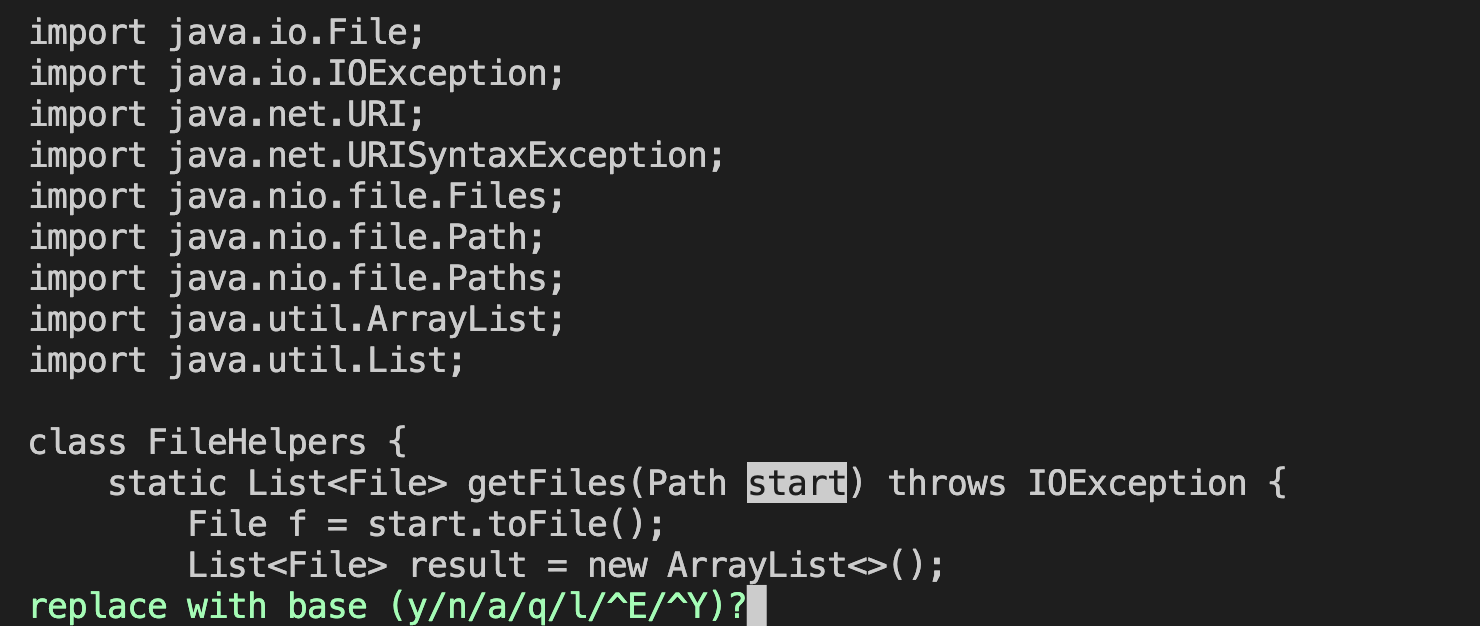 import java.io.File;
import java.io.IOException;
import java.net.URI;
import java.net.URISyntaxException;
import java.nio.file.Files;
import java.nio.file.Path;
import java.nio.file.Paths;
import java.util.ArrayList;
import java.util.List;

class FileHelpers {
    static List<File> getFiles(Path start) throws IOException {
        File f = start.toFile();
        List<File> result = new ArrayList<>();
replace with base (y/n/a/q/l/^E/^Y)?